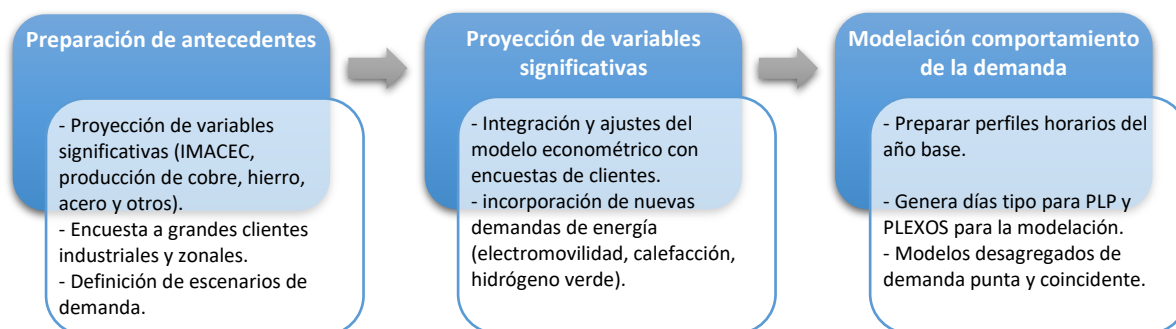 Preparación de antecedentes
- Proyección de variables
significativas (IMACEC,
producción de cobre, hierro,
acero y otros).
- Encuesta a grandes clientes
industriales y zonales.
- Definición de escenarios de
demanda.
Proyección de variables
significativas
- Integración y ajustes del
modelo econométrico con
encuestas de clientes.
- incorporación de nuevas
demandas de energía
(electromovilidad, calefacción,
hidrógeno verde).
Modelación comportamiento
de la demanda
- Preparar perfiles horarios del
año base.
- Genera días tipo para PLP y
PLEXOS para la modelación.
- Modelos desagregados de
demanda punta y coincidente.